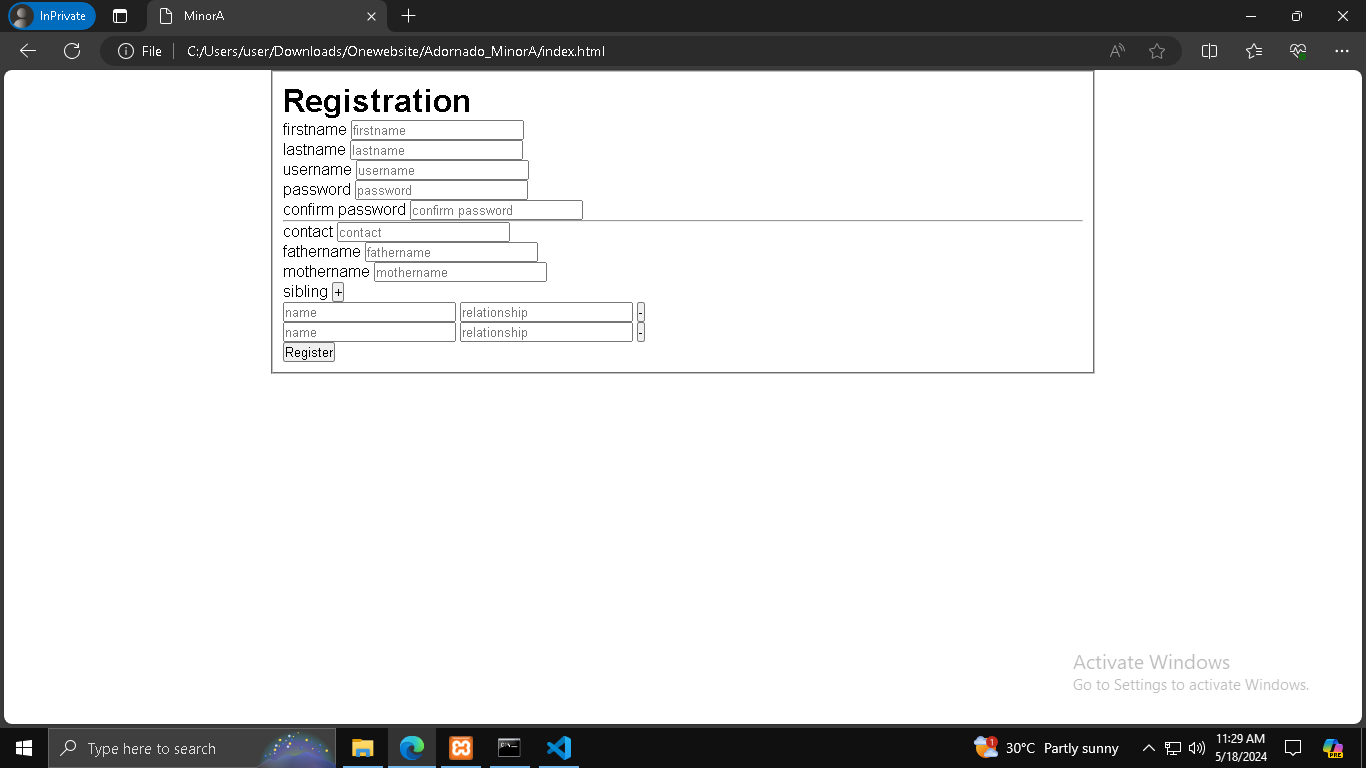 InPrivate MinorA
File C:/Users/user/Downloads/Onewebsite/Adornado_MinorA/index.html
Registration
firstname firstname
lastname lastname
username username
password password
confirm password confirm password
contact contact
fathername fathername
mothername mothername
sibling +
name relationship -
name relationship -
Register
Activate Windows
Go to Settings to activate Windows.
Type here to search
1 30°C Partly sunny
11:29 AM
5/18/2024
PRE